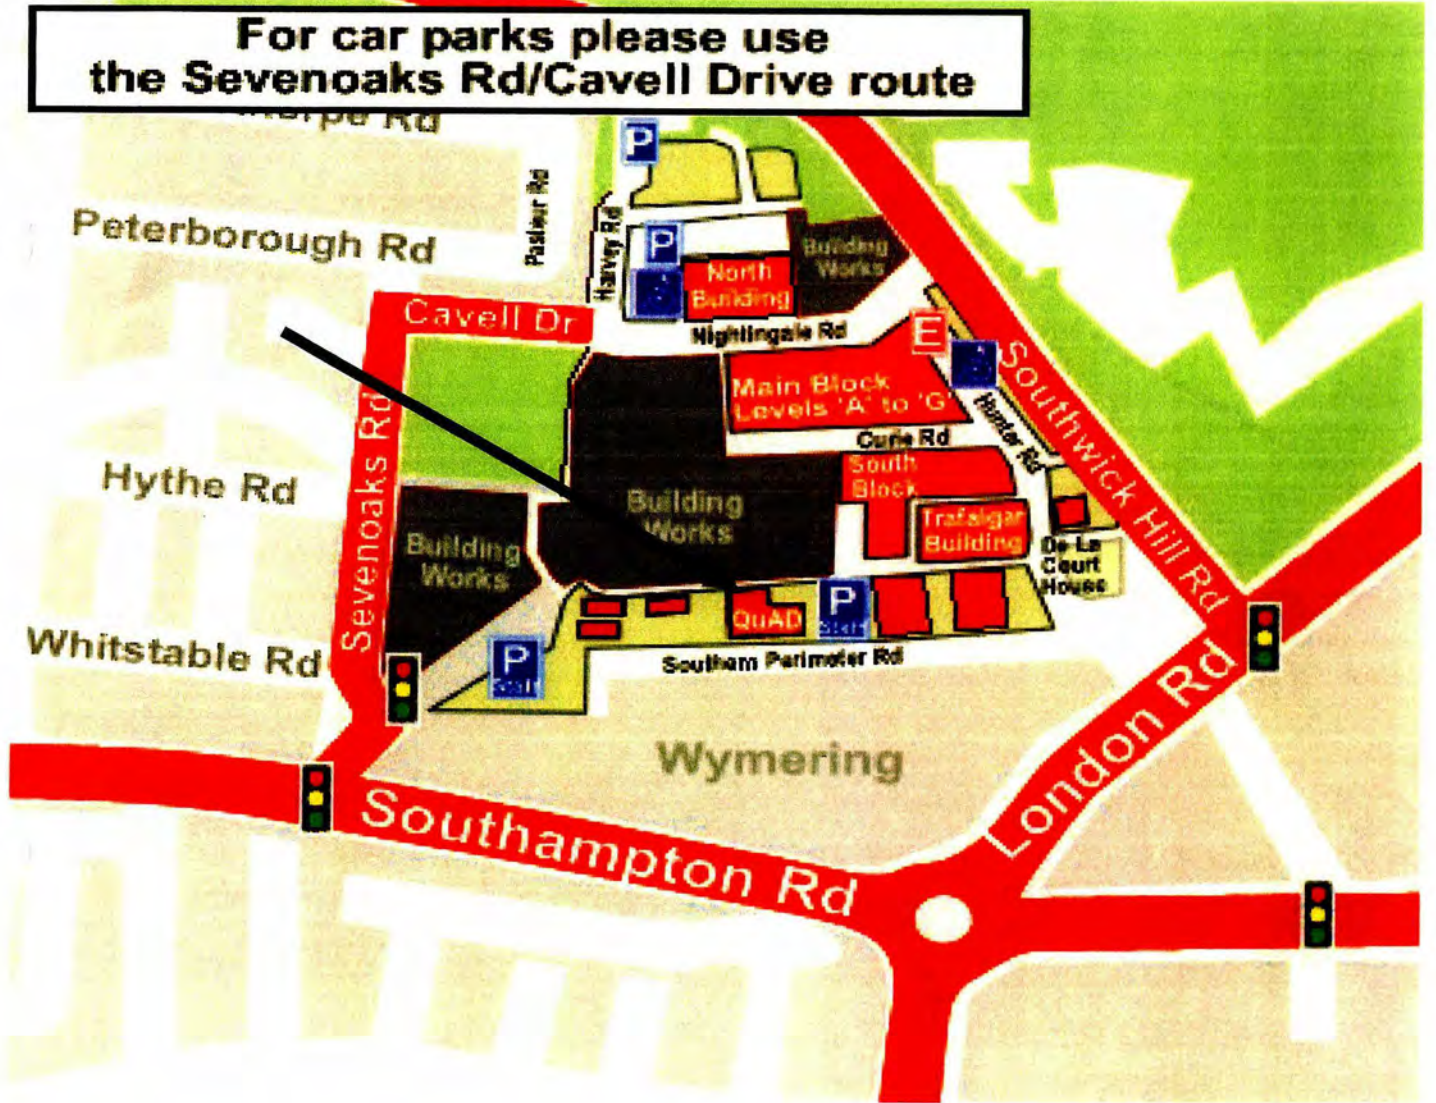 For car parks please use
the Sevenoaks Rd/Cavell Drive route
Rd
P
Pasteur Rd
Harvey Rd
Peterborough Rd
P
Building
Works
North
Building
Cavell Dr
Nightingale Rd
E
Main Block
Levels 'A' to 'G'
Southwick Hill Rd
Hunter Rd
Curie Rd
Sevenoaks Rd
Hythe Rd
South
Block
Building
Works
Trafalgar
Building
Building
Works
De La
Court
House
QuAD
P
Staff
Whitstable Rd
P
Staff
Southern Perimeter Rd
Wymering
London Rd
Southampton Rd